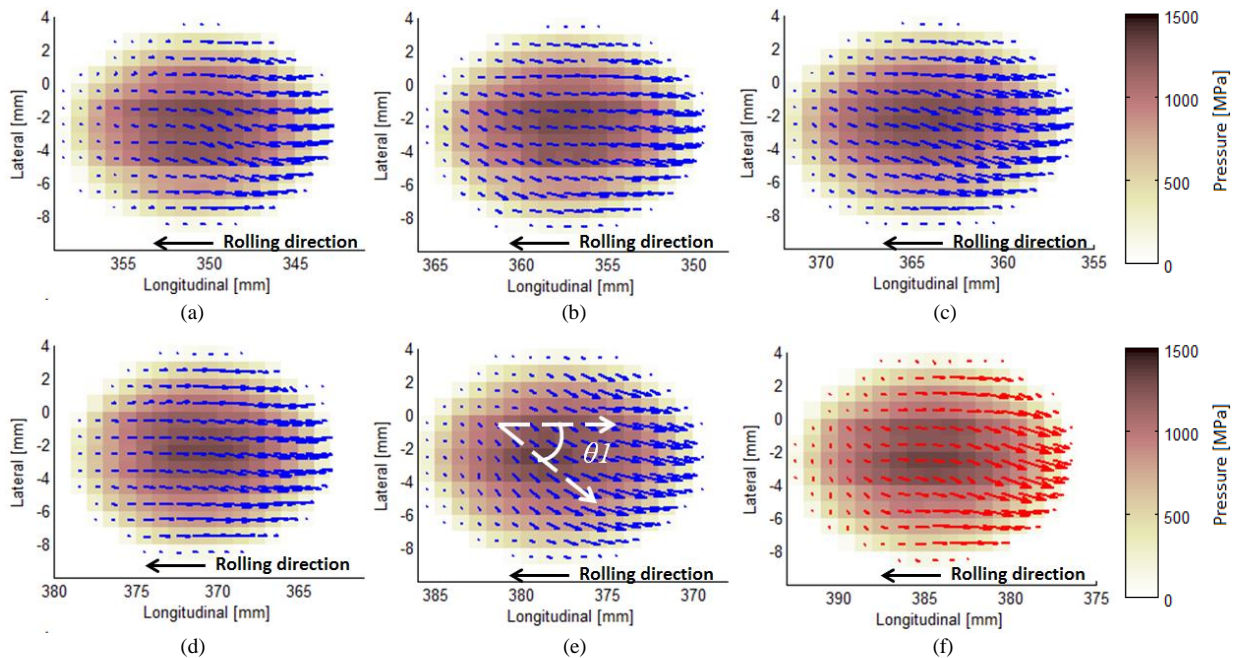 4
2
0
-2
-4
-6
-8
Lateral [mm]
Rolling direction
355 350 345
Longitudinal [mm]
(a)
4
2
0
-2
-4
-6
-8
Lateral [mm]
Rolling direction
365 360 355 350
Longitudinal [mm]
(b)
4
2
0
-2
-4
-6
-8
Lateral [mm]
Rolling direction
370 365 360 355
Longitudinal [mm]
(c)
1500
1000
500
0
Pressure [MPa]
4
2
0
-2
-4
-6
-8
Lateral [mm]
Rolling direction
380 375 370 365
Longitudinal [mm]
(d)
4
2
0
-2
-4
-6
-8
Lateral [mm]
θ1
Rolling direction
385 380 375 370
Longitudinal [mm]
(e)
4
2
0
-2
-4
-6
-8
Lateral [mm]
Rolling direction
390 385 380 375
Longitudinal [mm]
(f)
1500
1000
500
0
Pressure [MPa]